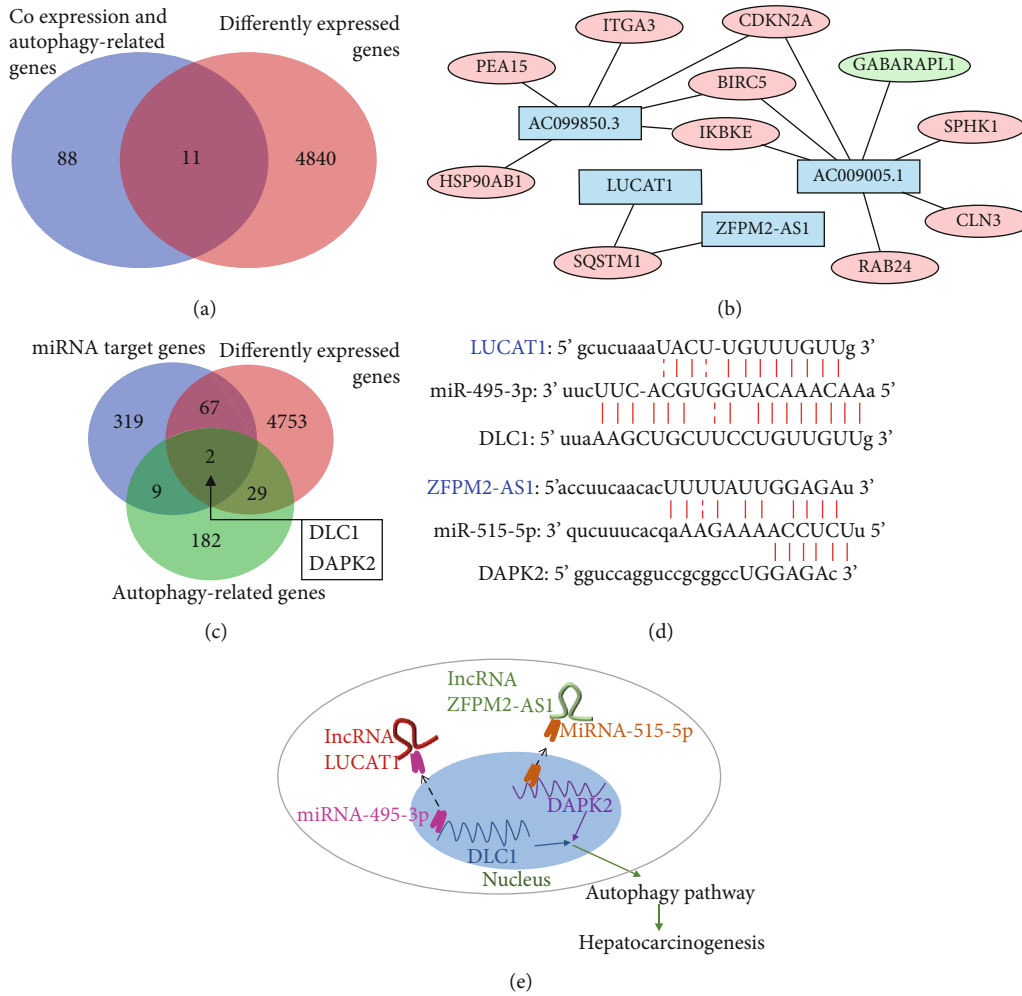 Co expression and
autophagy-related
genes
Differently expressed
genes
88
11
4840
(a)
ITGA3
CDKN2A
PEA15
GABARAPL1
BIRC5
AC099850.3
IKBKE
SPHK1
HSP90AB1
LUCAT1
AC009005.1
ZFPM2-AS1
CLN3
SQSTM1
RAB24
(b)
miRNA target genes
Differently expressed
genes
319
67
4753
2
9
29
182
DLC1
DAPK2
Autophagy-related genes
(c)
LUCAT1: 5’ gcucuaaaUACU-UGUUUGUUg 3’
miR-495-3p: 3’ uucUUC-ACGUGGUACAAACAAa 5’
DLC1: 5’ uuaAAGCUGCUUCCUGUUGUUg 3’
ZFPM2-AS1: 5’accuucaacacUUUUAUUGGAGAu 3’
miR-515-5p: 3’ qucuuucacqaAAGAAAACCUCUu 5’
DAPK2: 5’ gguccagguccgcggccUGGAGAc 3’
(d)
lncRNA
ZFPM2-AS1
MiRNA-515-5p
lncRNA
LUCAT1
miRNA-495-3p
DAPK2
DLC1
Nucleus
Autophagy pathway
Hepatocarcinogenesis
(e)